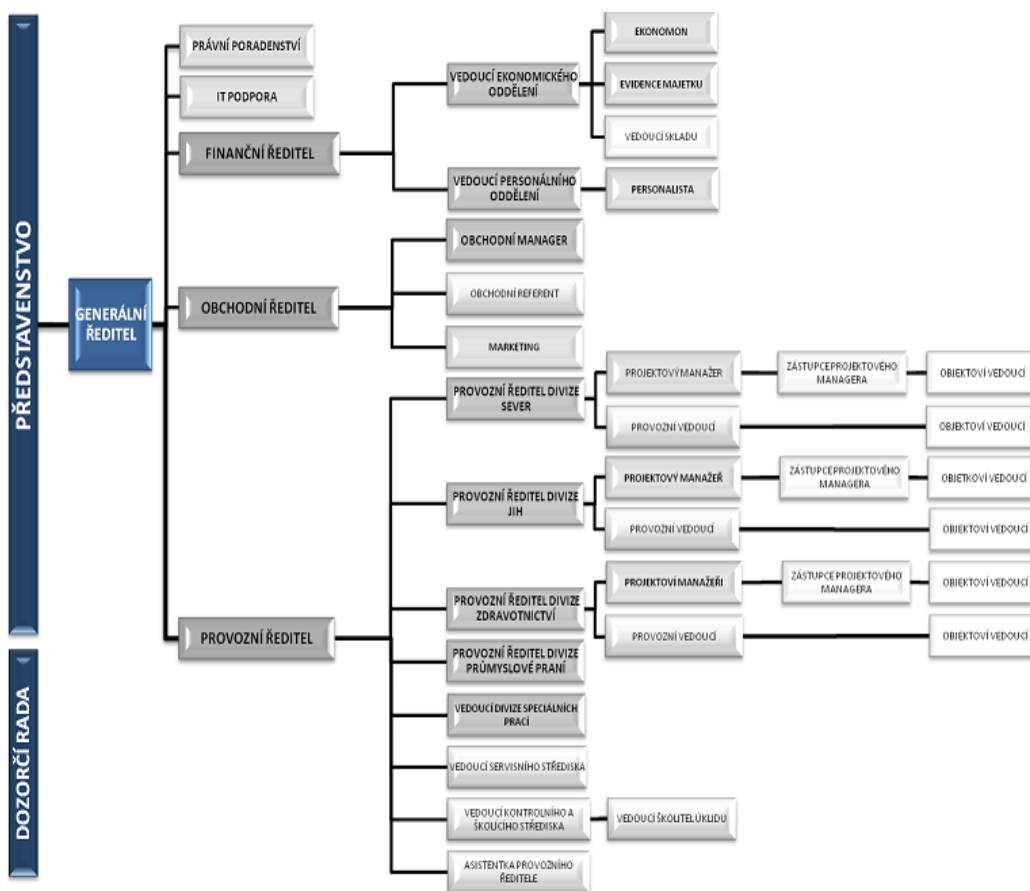 PŘEDSTAVENSTVO
DOZORČÍ RADA
GENERÁLNÍ
ŘEDITEL
PRÁVNÍ PORADENSTVÍ
IT PODPORA
FINANČNÍ ŘEDITEL
VEDOUCÍ EKONOMICKÉHO
ODDĚLENÍ
EKONOMON
EVIDENCE MAJETKU
VEDOUCÍ SKLADU
VEDOUCÍ PERSONÁLNÍHO
ODDĚLENÍ
PERSONALISTA
OBCHODNÍ ŘEDITEL
OBCHODNÍ MANAGER
OBCHODNÍ REFERENT
MARKETING
PROVOZNÍ ŘEDITEL
PROVOZNÍ ŘEDITEL DIVIZE
SEVER
PROJEKTOVÝ MANAŽER
ZÁSTUPCE PROJEKTOVÉHO
MANAGERA
OBJEKTOVÍ VEDOUCÍ
PROVOZNÍ VEDOUCÍ
OBJEKTOVÍ VEDOUCÍ
PROVOZNÍ ŘEDITEL DIVIZE
JIH
PROJEKTOVÝ MANAŽEŘ
ZÁSTUPCE PROJEKTOVÉHO
MANAGERA
OBJETKOVÍ VEDOUCÍ
PROVOZNÍ VEDOUCÍ
OBJEKTOVÍ VEDOUCÍ
PROVOZNÍ ŘEDITEL DIVIZE
ZDRAVOTNICTVÍ
PROJEKTOVÍ MANAŽEŘI
ZÁSTUPCE PROJEKTOVÉHO
MANAGERA
OBJEKTOVÍ VEDOUCÍ
PROVOZNÍ VEDOUCÍ
OBJEKTOVÍ VEDOUCÍ
PROVOZNÍ ŘEDITEL DIVIZE
PRŮMYSLOVÉ PRANÍ
VEDOUCÍ DIVIZE SPECIÁLNÍCH
PRACÍ
VEDOUCÍ SERVISNÍHO STŘEDISKA
VEDOUCÍ KONTROLNÍHO A
ŠKOLÍCÍHO STŘEDISKA
VEDOUCÍ ŠKOLITEL ÚKLIDU
ASISTENTKA PROVOZNÍHO
ŘEDITELE